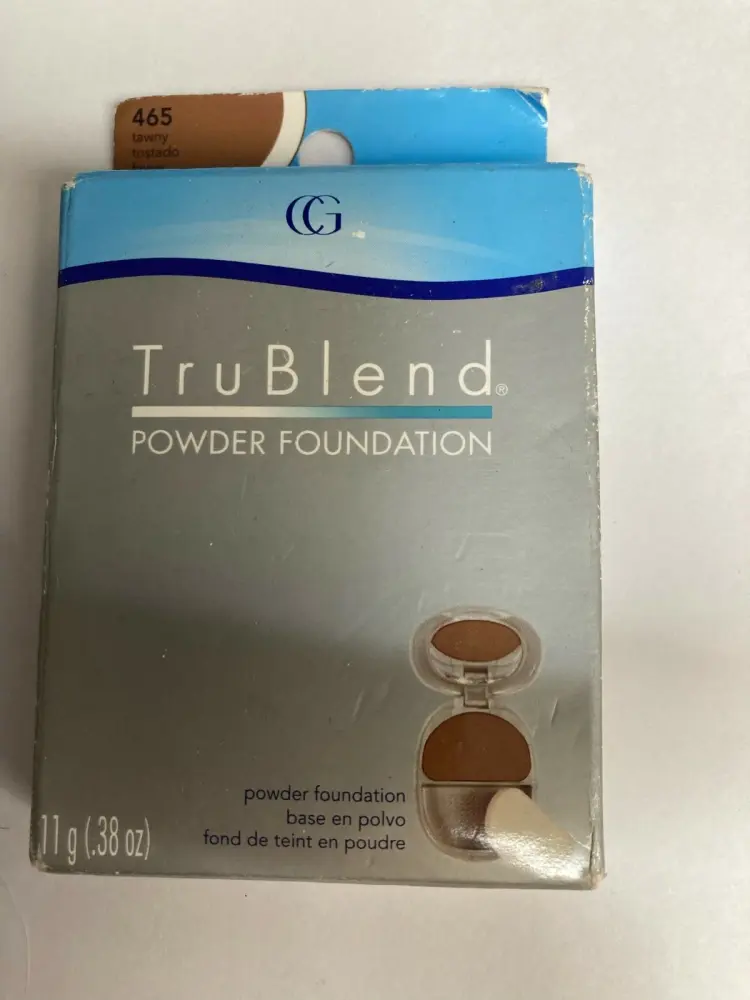 465
tawny
tostado
CG
TruBlend®
POWDER FOUNDATION
powder foundation
base en polvo
fond de teint en poudre
11 g (.38 oz)